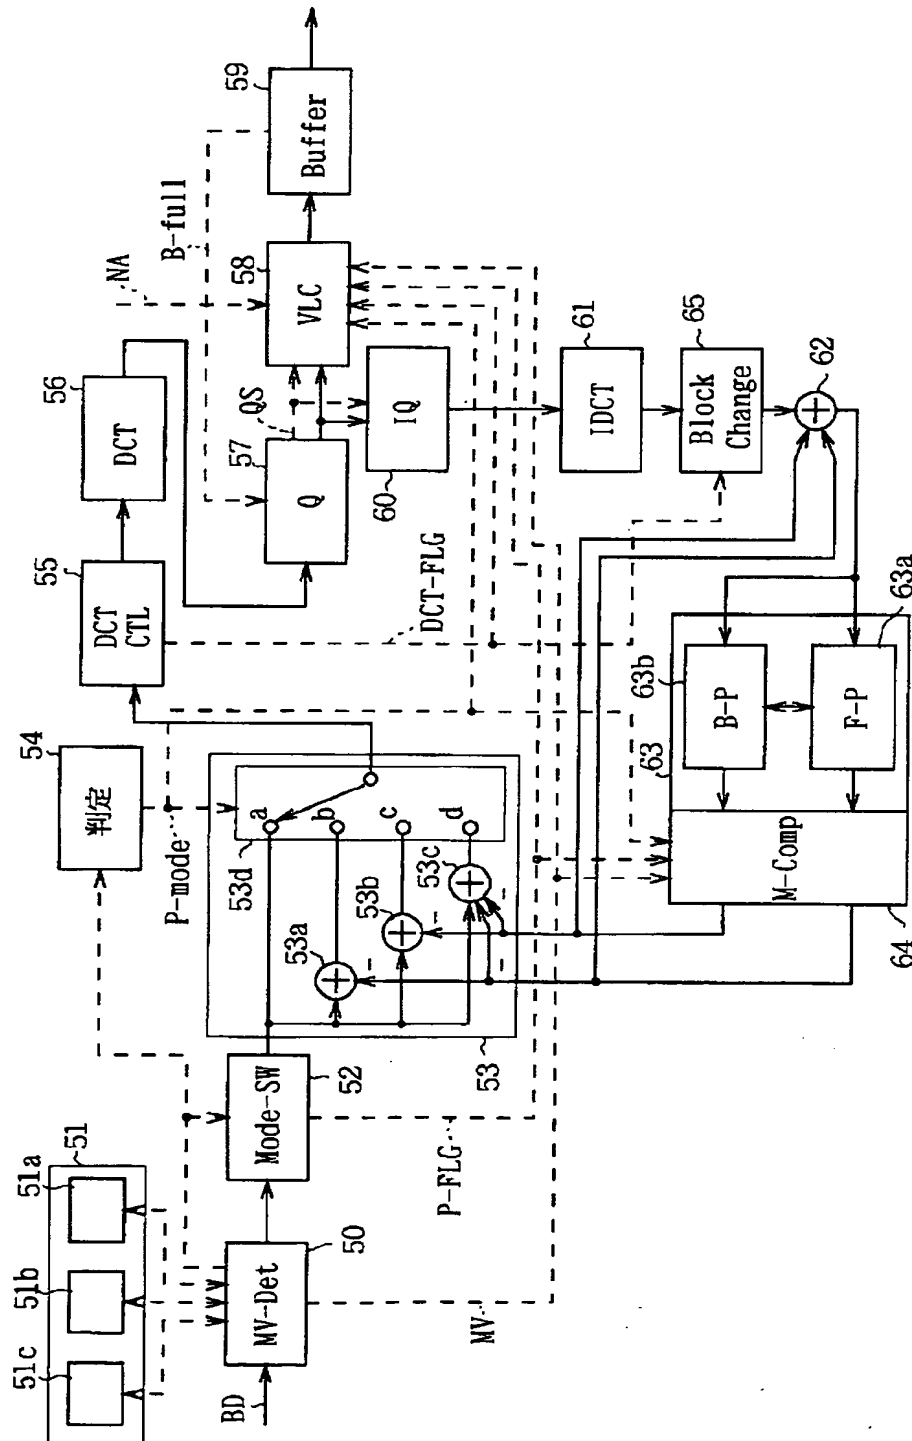 51
51a
51b
51c
BD
MV-Det
50
MV
Mode-SW
52
P-FLG
判定
54
P-mode
53
53a
53b
53c
53d
a
b
c
d
DCT
CTL
55
DCT-FLG
DCT
56
Q
57
QS
NA
B-full
VLC
58
Buffer
59
IQ
60
IDCT
61
Block
Change
65
62
63
63a
63b
B-P
F-P
M-Comp
64